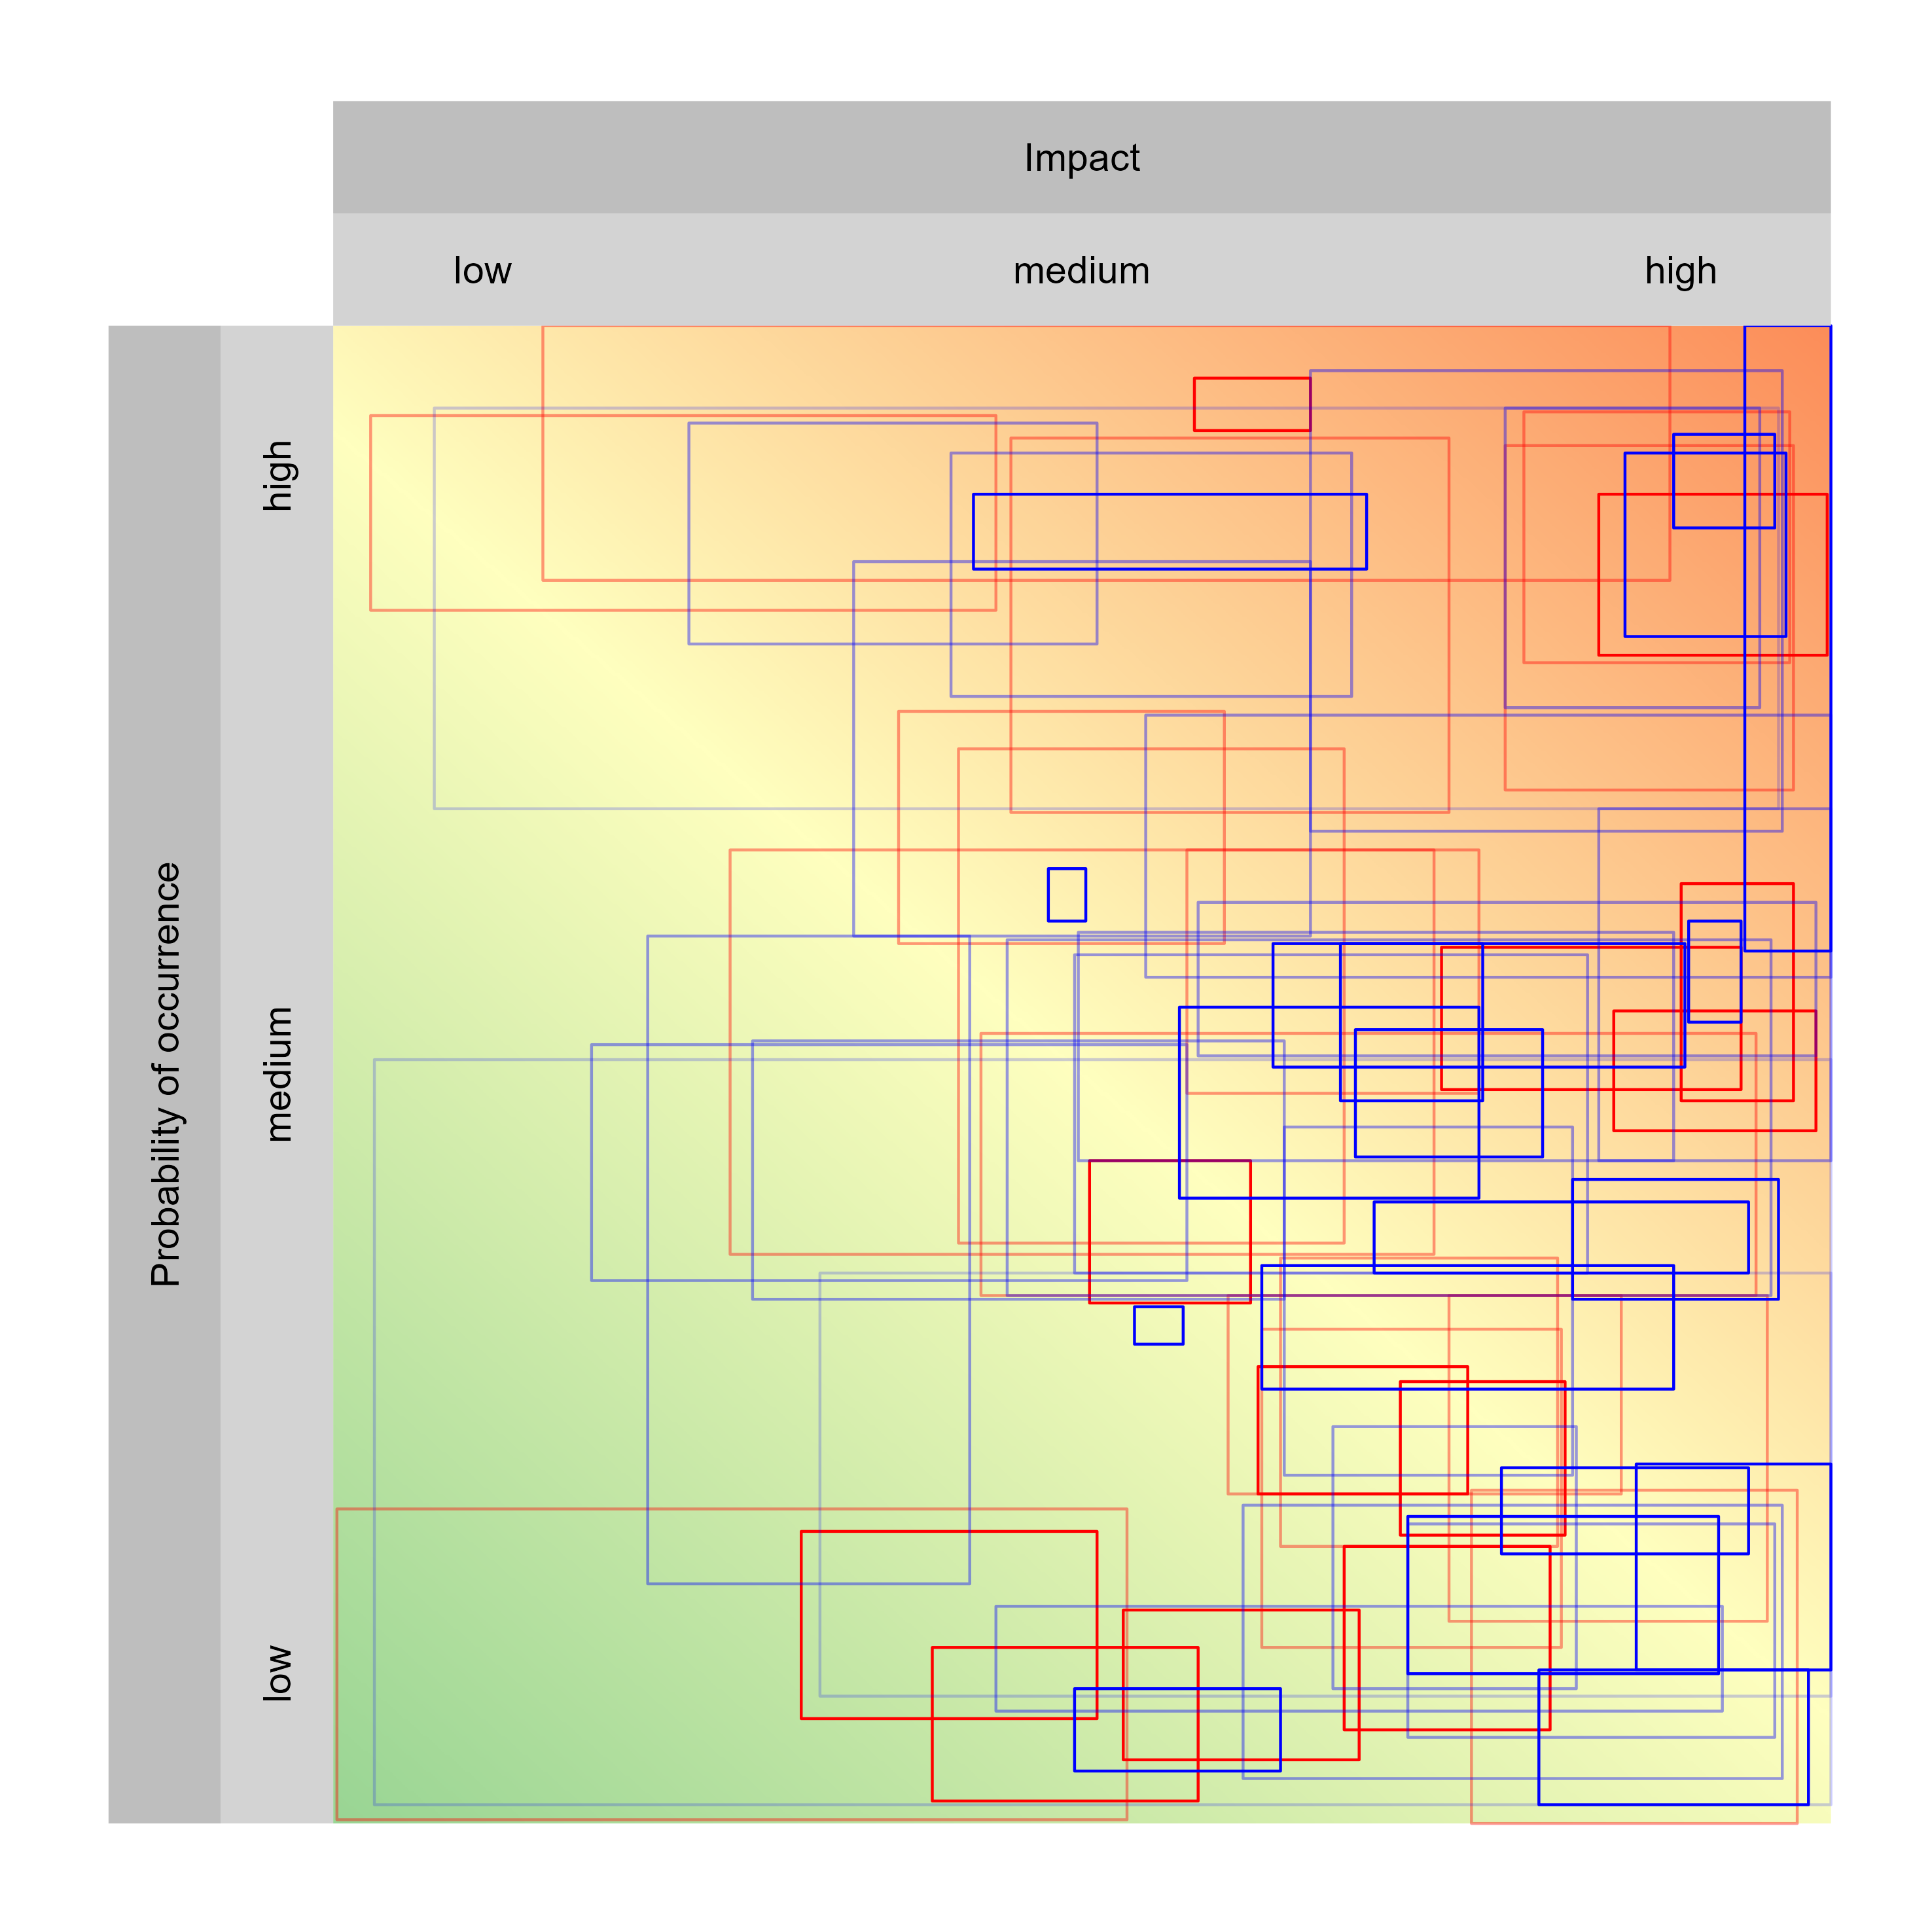 Impact
low medium high
Probability of occurrence
high
medium
low